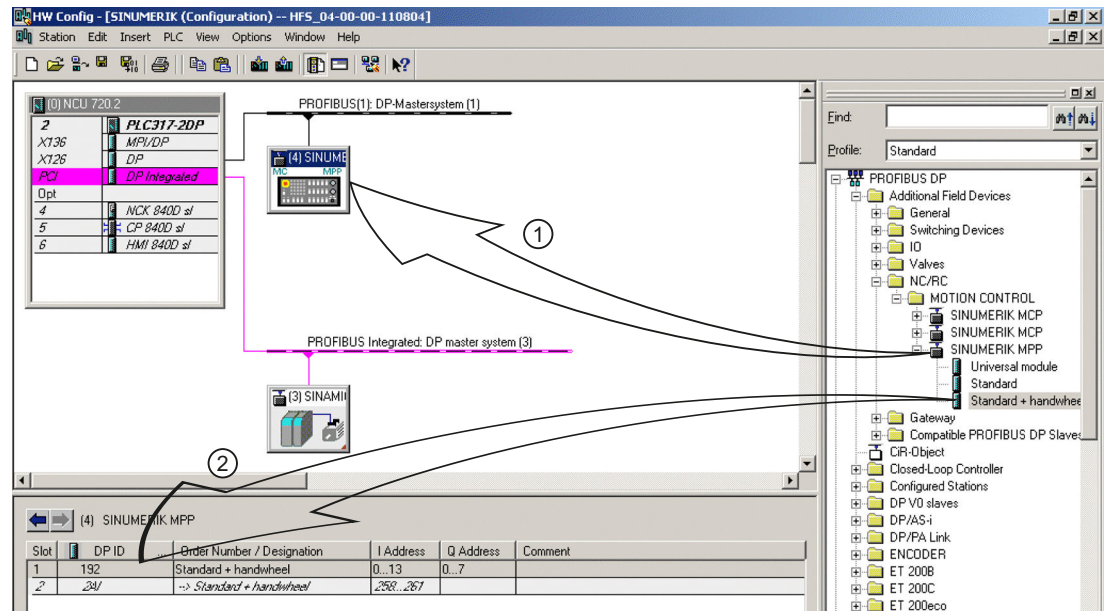 HW Config - [SINUMERIK (Configuration) -- HFS_04-00-00-110804]
Station Edit Insert PLC View Options Window Help
(0) NCU 720.2
2 PLC317-2DP
X136 MPI/DP
X126 DP
PCI DP Integrated
Opt
4 NCK 840D sl
5 CP 840D sl
6 HMI 840D sl
PROFIBUS(1): DP-Mastersystem (1)
(4) SINUME
MC MPP
1
PROFIBUS Integrated: DP master system (3)
(3) SINAMI
2
Find:
Profile: Standard
PROFIBUS DP
Additional Field Devices
General
Switching Devices
IO
Valves
NC/RC
MOTION CONTROL
SINUMERIK MCP
SINUMERIK MCP
SINUMERIK MPP
Universal module
Standard
Standard + handwhee
Gateway
Compatible PROFIBUS DP Slaves
CiR-Object
Closed-Loop Controller
Configured Stations
DP V0 slaves
DP/AS-i
DP/PA Link
ENCODER
ET 200B
ET 200C
ET 200eco
(4) SINUMERIK MPP
Slot DP ID ... Order Number / Designation I Address Q Address Comment
1 192 Standard + handwheel 0...13 0...7
2 2AI --> Standard + handwheel 258...261